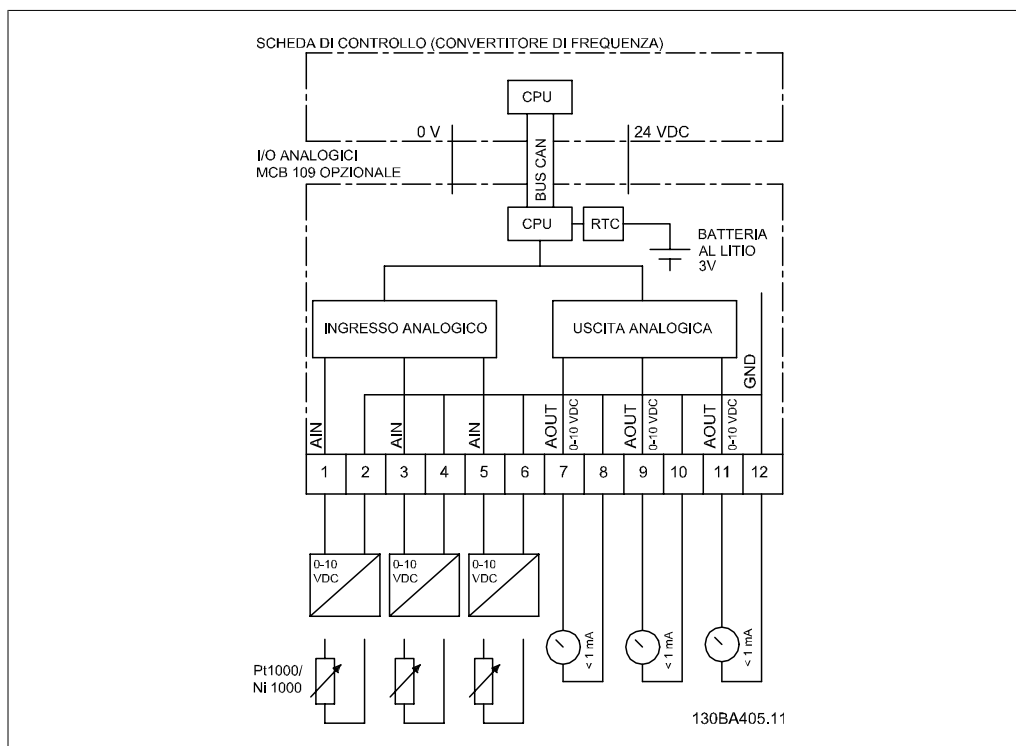 SCHEDA DI CONTROLLO (CONVERTITORE DI FREQUENZA)
CPU
0 V
24 VDC
BUS CAN
I/O ANALOGICI
MCB 109 OPZIONALE
CPU
RTC
BATTERIA
AL LITIO
3V
INGRESSO ANALOGICO
USCITA ANALOGICA
GND
AIN
AIN
AIN
AOUT
0-10 VDC
AOUT
0-10 VDC
AOUT
0-10 VDC
1 2 3 4 5 6 7 8 9 10 11 12
0-10
VDC
0-10
VDC
0-10
VDC
< 1 mA
< 1 mA
< 1 mA
Pt1000/
Ni 1000
130BA405.11